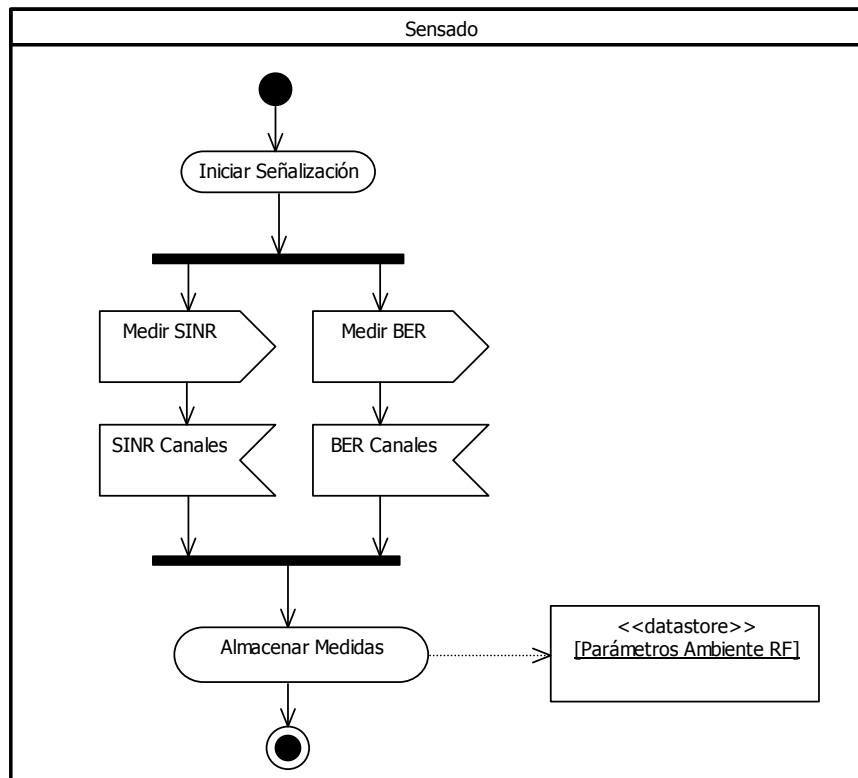 Sensado
Iniciar Señalización
Medir SINR
Medir BER
SINR Canales
BER Canales
Almacenar Medidas
<<datastore>>
[Parámetros Ambiente RF]